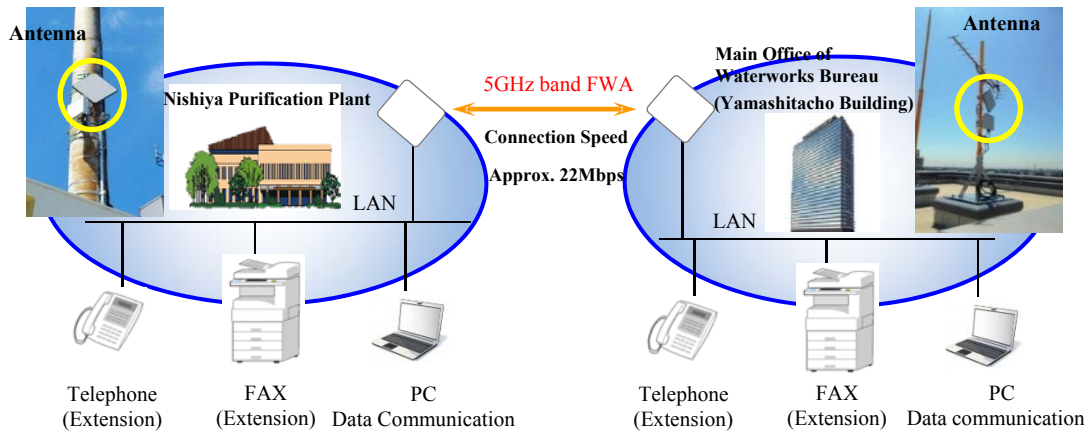 Antenna
Nishiya Purification Plant
LAN
Telephone
(Extension)
FAX
(Extension)
PC
Data Communication
5GHz band FWA
Connection Speed
Approx. 22Mbps
Main Office of
Waterworks Bureau
(Yamashitacho Building)
Antenna
LAN
Telephone
(Extension)
FAX
(Extension)
PC
Data communication